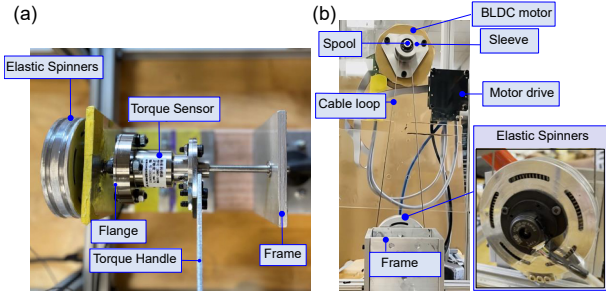 (a)
Elastic Spinners
Torque Sensor
Flange
Torque Handle
Frame
(b)
BLDC motor
Spool
Sleeve
Cable loop
Motor drive
Elastic Spinners
Frame